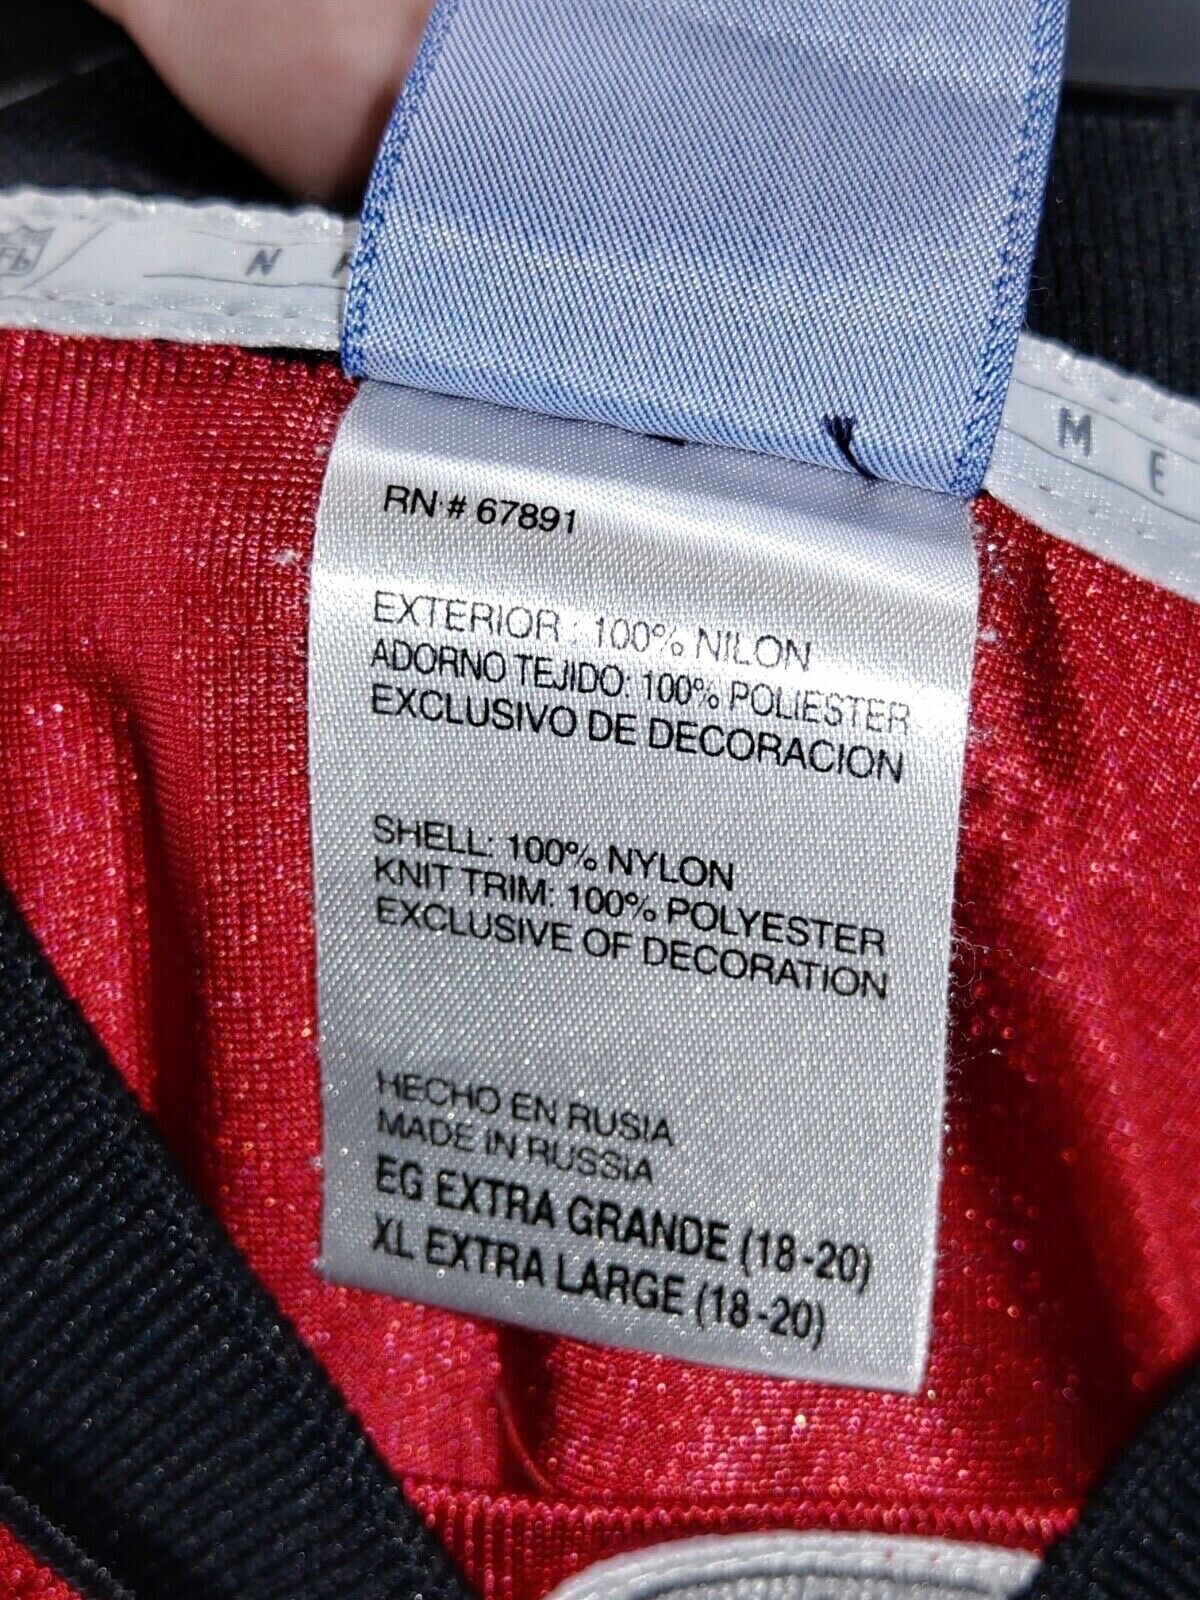 N
M E
RN # 67891
EXTERIOR : 100% NILON
ADORNO TEJIDO: 100% POLIESTER
EXCLUSIVO DE DECORACION
SHELL: 100% NYLON
KNIT TRIM: 100% POLYESTER
EXCLUSIVE OF DECORATION
HECHO EN RUSIA
MADE IN RUSSIA
EG EXTRA GRANDE (18-20)
XL EXTRA LARGE (18-20)